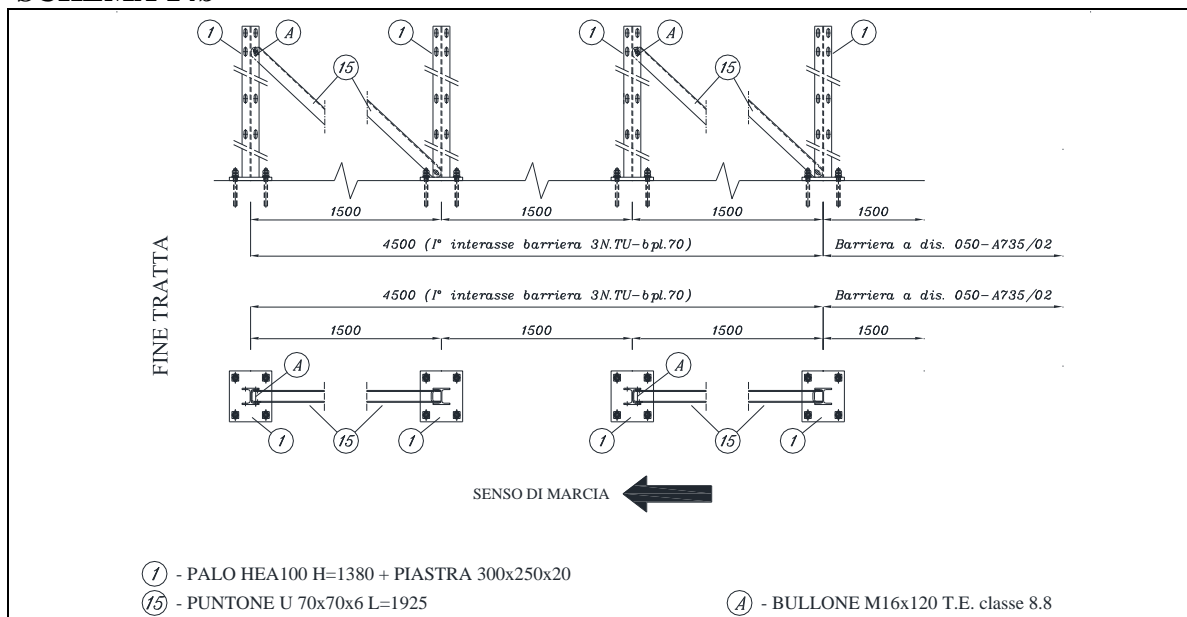 1 A 1 1 A 1
15 15
1500 1500 1500 1500
4500 (I° interasse barriera 3N.TU-bpl.70) Barriera a dis. 050-A735/02
FINE TRATTA
4500 (I° interasse barriera 3N.TU-bpl.70) Barriera a dis. 050-A735/02
1500 1500 1500 1500
A A
1 15 1 1 15 1
SENSO DI MARCIA
1 - PALO HEA100 H=1380 + PIASTRA 300x250x20
15 - PUNTONE U 70x70x6 L=1925 A - BULLONE M16x120 T.E. classe 8.8